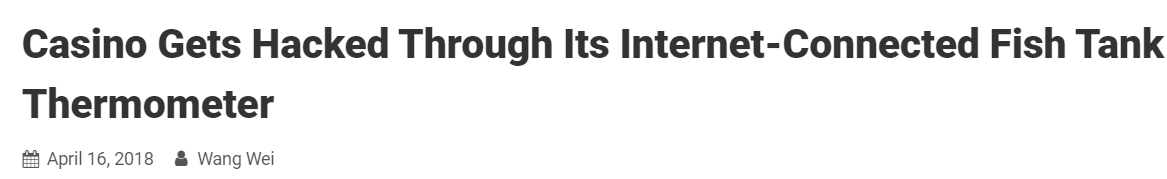 Casino Gets Hacked Through Its Internet-Connected Fish Tank
Thermometer
April 16, 2018 Wang Wei